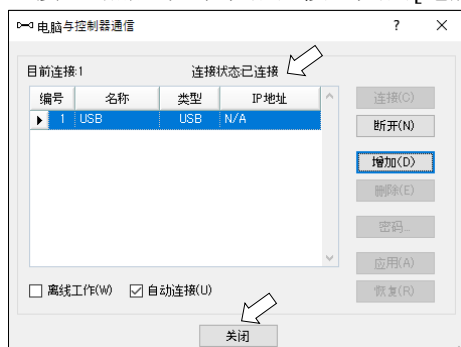 电脑与控制器通信 ? ×
目前连接:1 连接状态已连接
编号 名称 类型 IP地址
1 USB USB N/A
连接(C)
断开(N)
增加(D)
删除(E)
密码...
应用(A)
恢复(R)
离线工作(W) 自动连接(U)
关闭